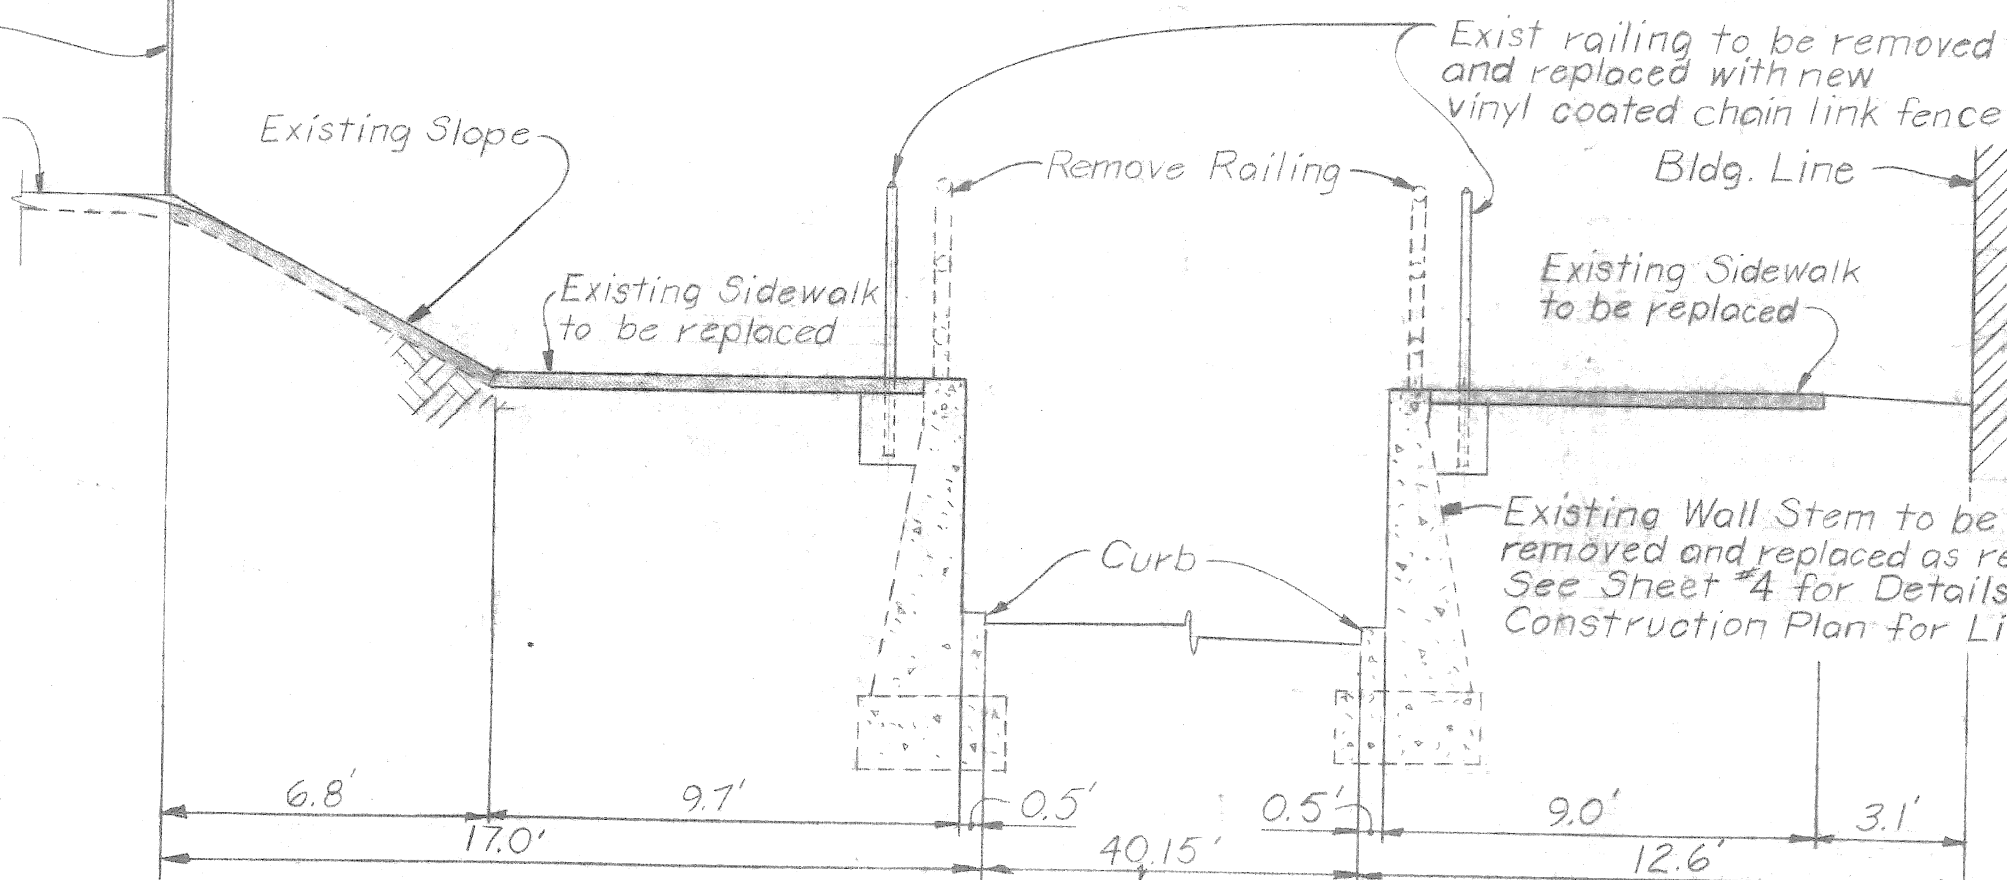 Exist railing to be removed
and replaced with new
vinyl coated chain link fence
Existing Slope
Remove Railing
Bldg. Line
Existing Sidewalk
to be replaced
Existing Sidewalk
to be replaced
Existing Wall Stem to be
removed and replaced as
See Sheet #4 for Details
Construction Plan for
Curb
6.8'
9.7'
0.5'
0.5'
9.0'
3.1'
17.0'
40.15'
12.6'